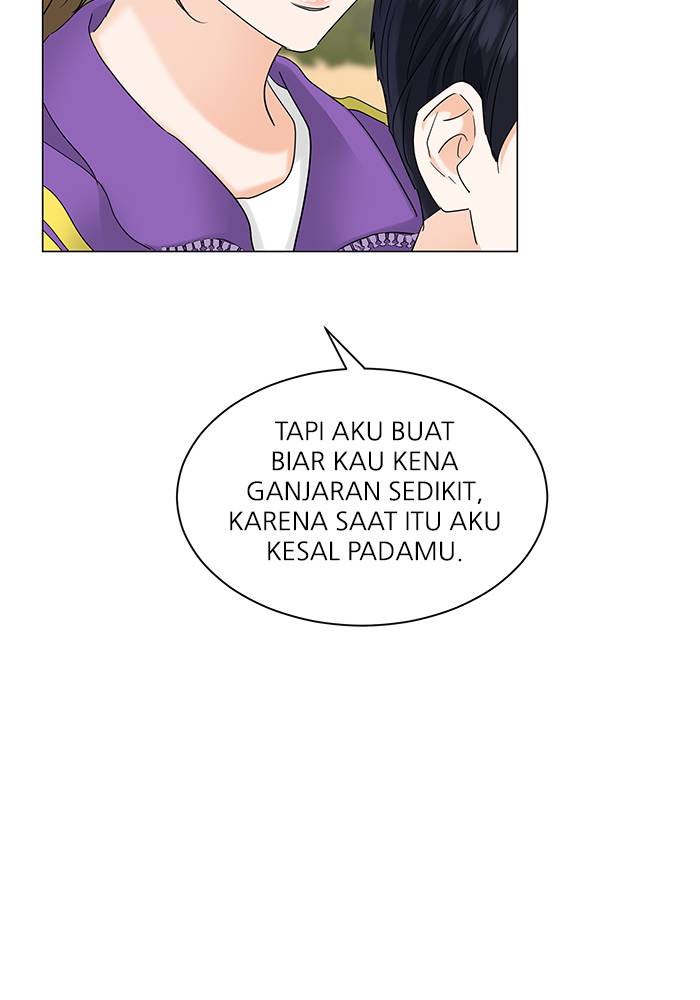 TAPI AKU BUAT
BIAR KAU KENA
GANJARAN SEDIKIT,
KARENA SAAT ITU AKU
KESAL PADAMU.